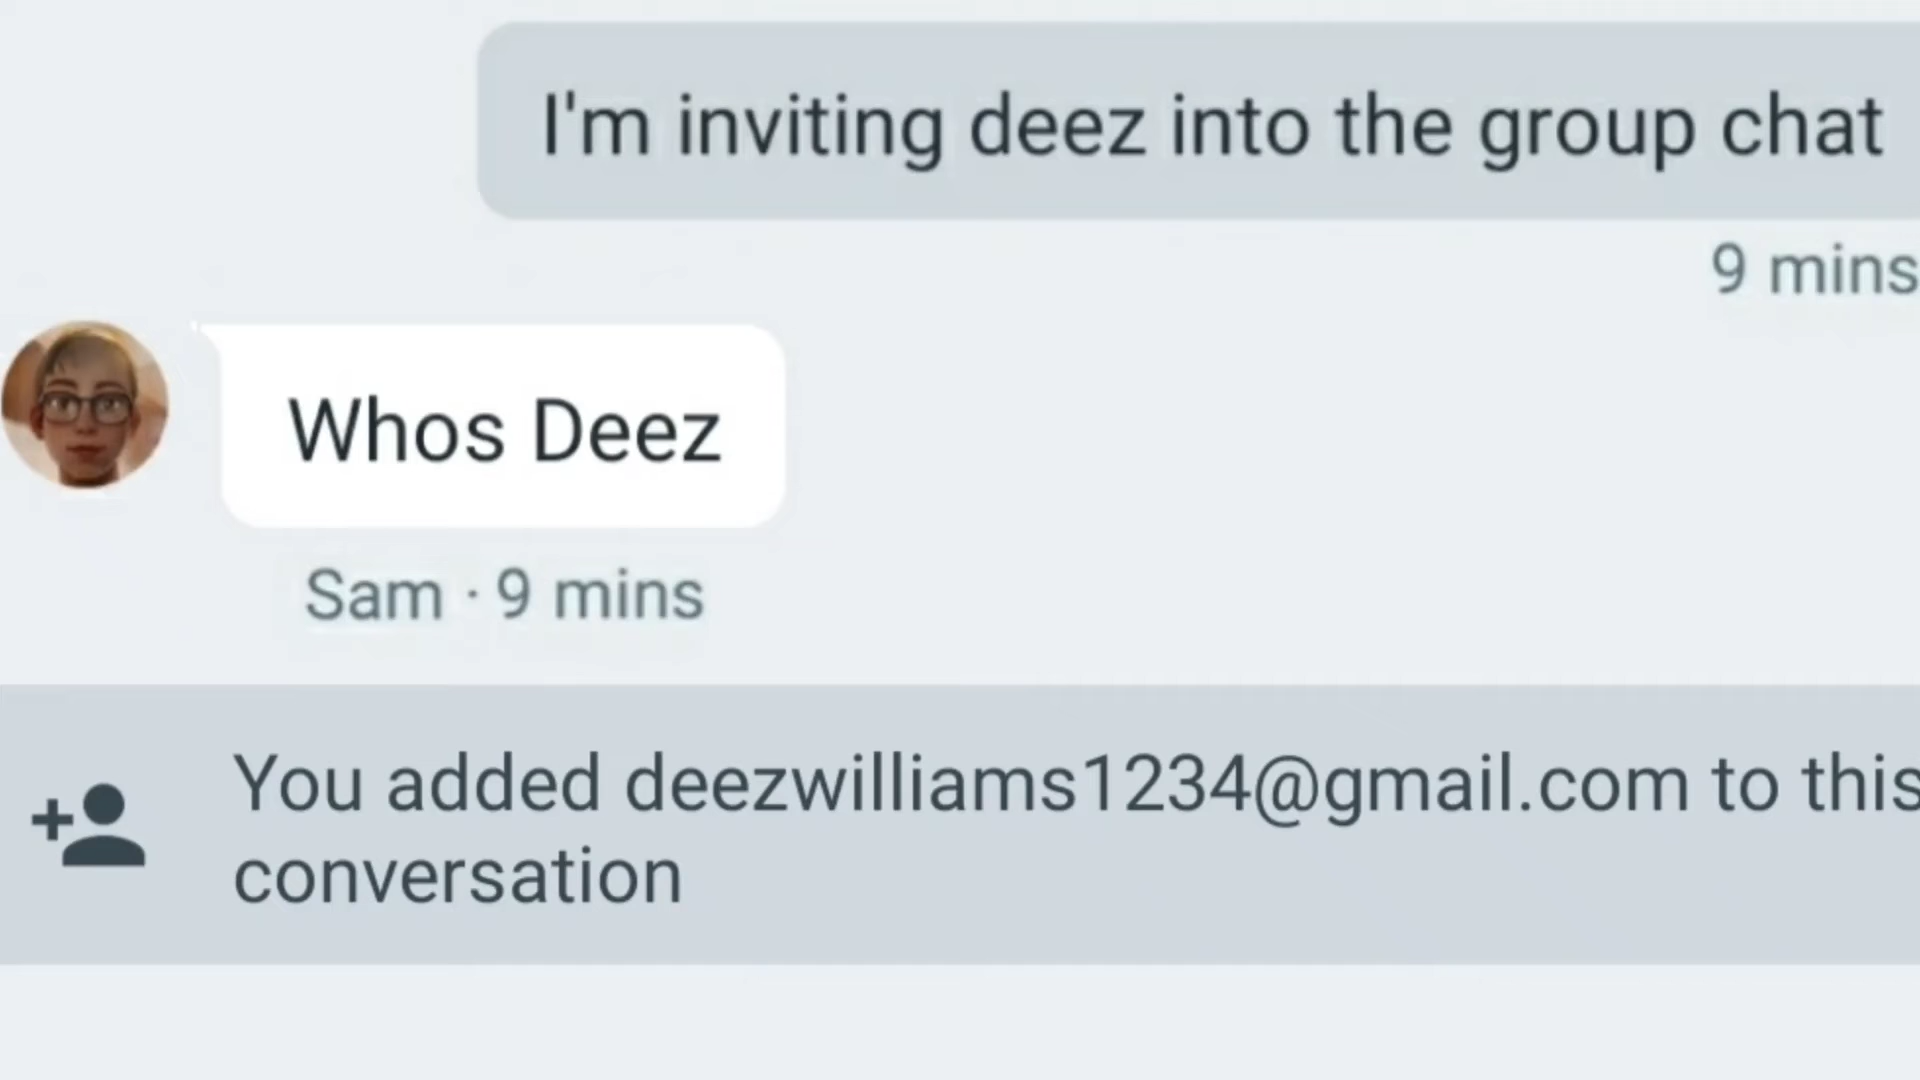 I'm inviting deez into the group chat
9 mins
Whos Deez
Sam · 9 mins
You added deezwilliams1234@gmail.com to this
conversation